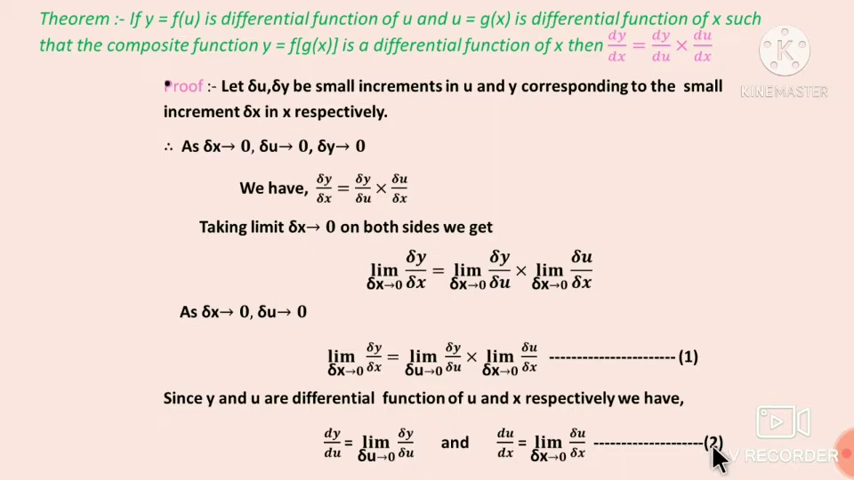 Theorem :- If y = f(u) is differential function of u and u = g(x) is differential function of x such
that the composite function y = f[g(x)] is a differential function of x then dy/dx = dy/du × du/dx
KINEMASTER
Proof :- Let δu,δy be small increments in u and y corresponding to the small
increment δx in x respectively.
∴ As δx→ 0, δu→ 0, δy→ 0
We have, δy/δx = δy/δu × δu/δx
Taking limit δx→ 0 on both sides we get
lim δx→0 δy/δx = lim δx→0 δy/δu × lim δx→0 δu/δx
As δx→ 0, δu→ 0
lim δx→0 δy/δx = lim δu→0 δy/δu × lim δx→0 δu/δx ------------------------ (1)
Since y and u are differential function of u and x respectively we have,
dy/du = lim δu→0 δy/δu and du/dx = lim δx→0 δu/δx ---------------------(2)
RECORDER